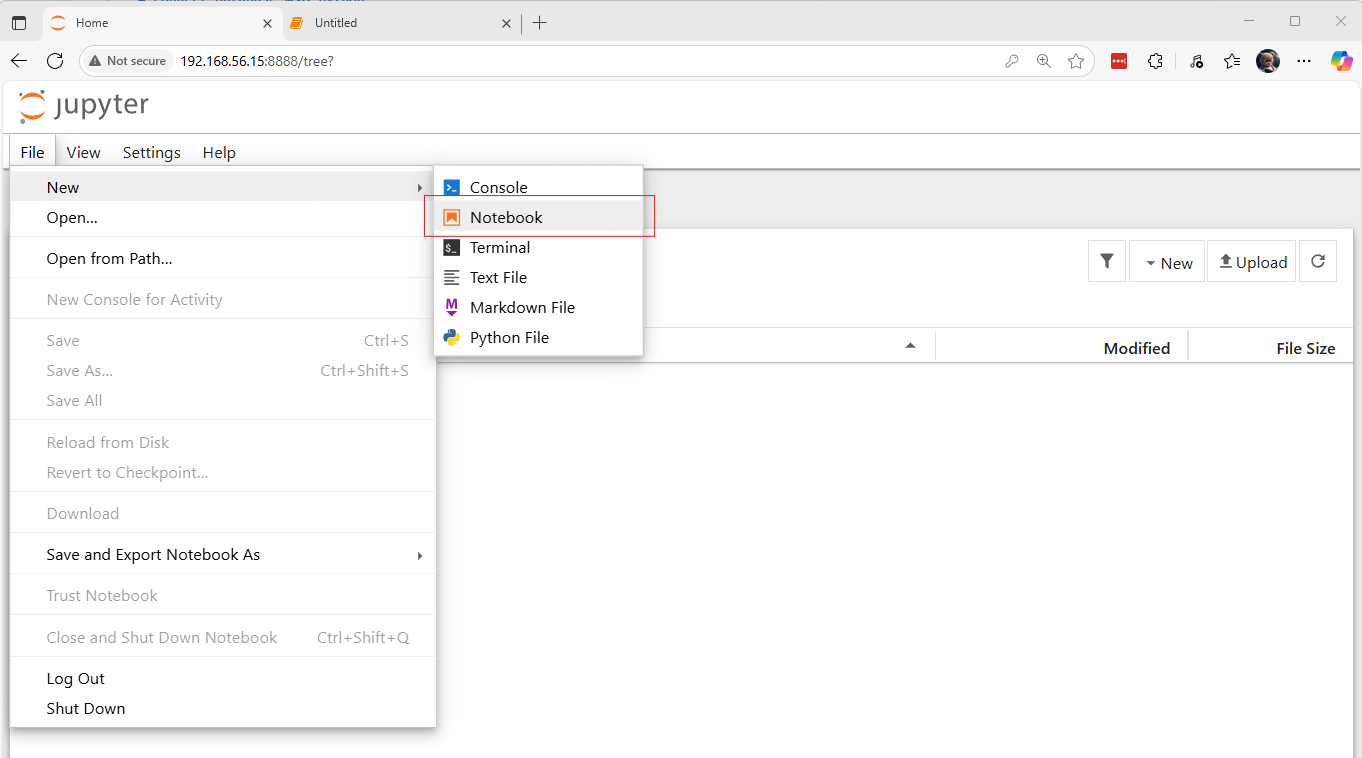 Home
Untitled
Not secure
192.168.56.15:8888/tree?
jupyter
File View Settings Help
New
Open...
Open from Path...
New Console for Activity
Save Ctrl+S
Save As... Ctrl+Shift+S
Save All
Reload from Disk
Revert to Checkpoint...
Download
Save and Export Notebook As
Trust Notebook
Close and Shut Down Notebook Ctrl+Shift+Q
Log Out
Shut Down
Console
Notebook
Terminal
Text File
Markdown File
Python File
New
Upload
Modified
File Size